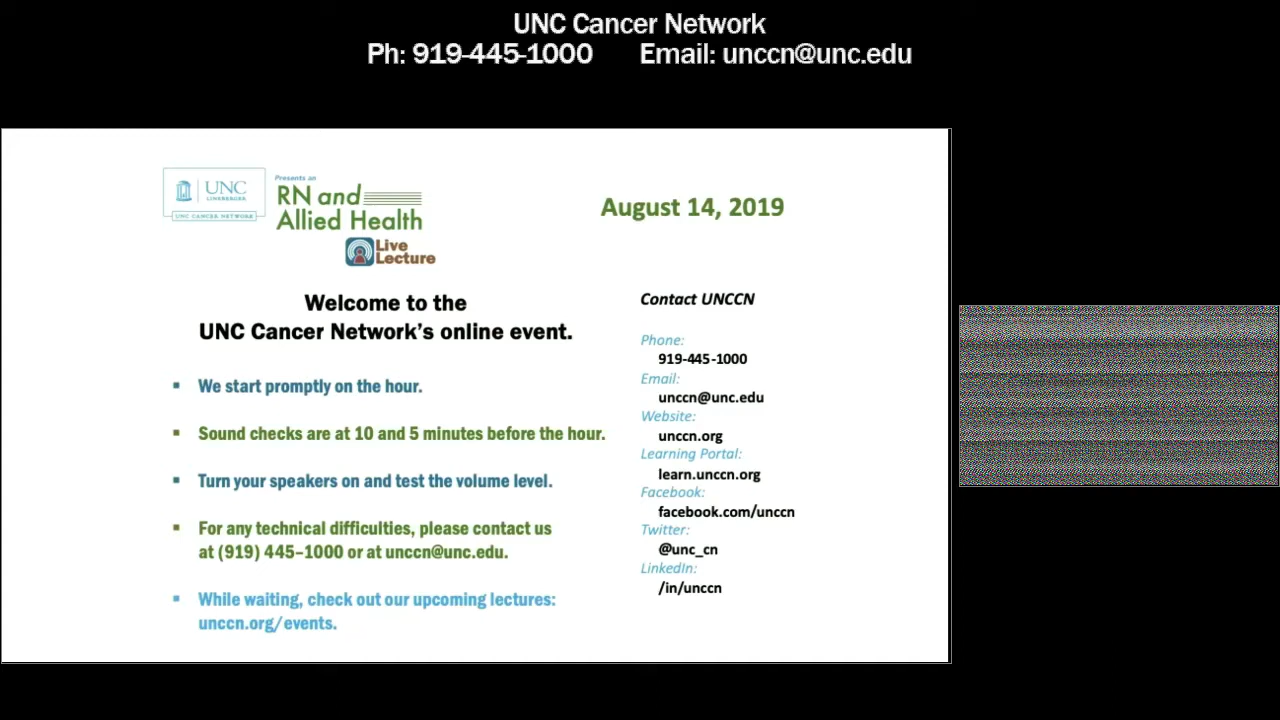 UNC Cancer Network
Ph: 919-445-1000 Email: unccn@unc.edu
UNC
LINEBERGER
UNC CANCER NETWORK
Presents an
RN and
Allied Health
Live
Lecture
August 14, 2019
Welcome to the
UNC Cancer Network’s online event.
▪ We start promptly on the hour.
▪ Sound checks are at 10 and 5 minutes before the hour.
▪ Turn your speakers on and test the volume level.
▪ For any technical difficulties, please contact us
at (919) 445–1000 or at unccn@unc.edu.
▪ While waiting, check out our upcoming lectures:
unccn.org/events.
Contact UNCCN
Phone:
919-445-1000
Email:
unccn@unc.edu
Website:
unccn.org
Learning Portal:
learn.unccn.org
Facebook:
facebook.com/unccn
Twitter:
@unc_cn
LinkedIn:
/in/unccn